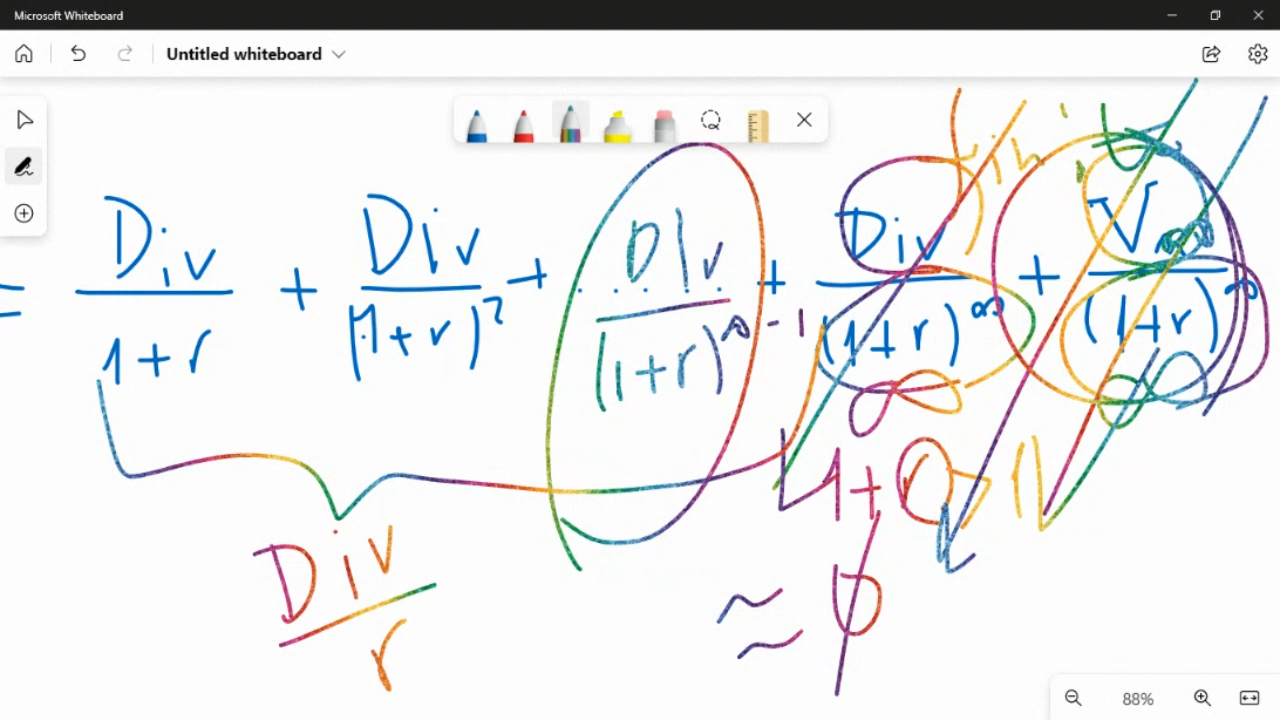 Microsoft Whiteboard
Untitled whiteboard
= Div/(1+r) + Div/(1+r)² + .... Div/(1+r)^(∞-1) + Div/(1+r)^∞ + V∞/(1+r)^∞
1+r > 1
Div/r
≈ 0
88%